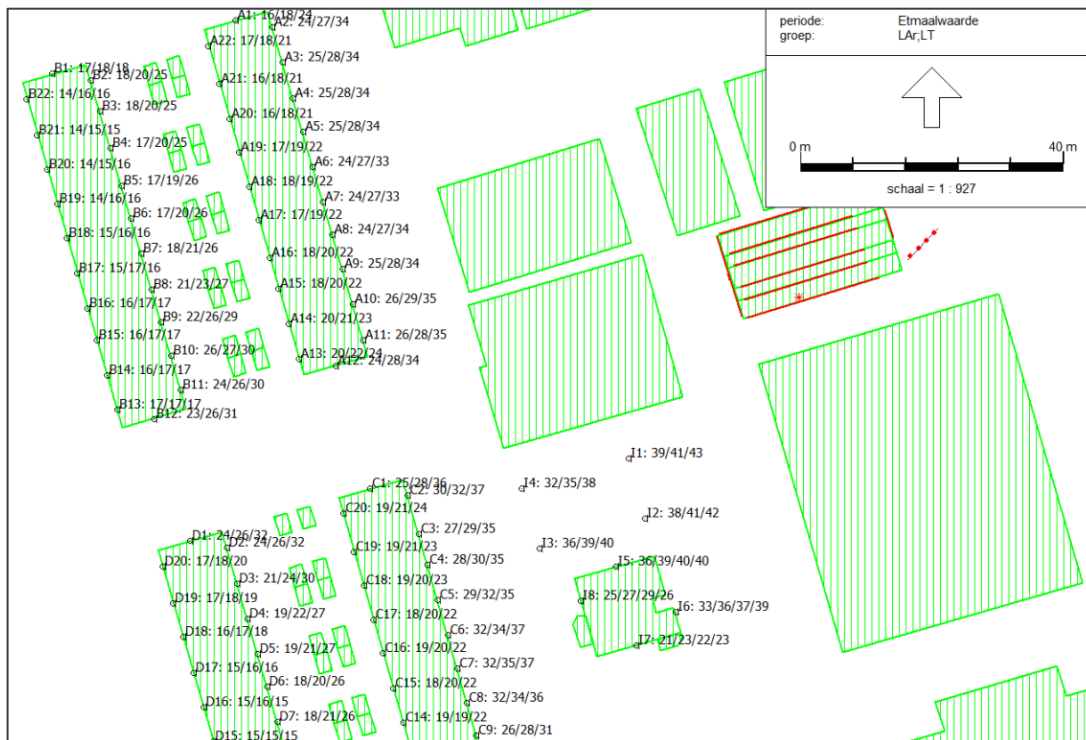 periode: Etmaalwaarde
groep: LAr;LT
0 m 40 m
schaal = 1 : 927
A1: 16/18/24
A2: 24/27/34
A22: 17/18/21
A3: 25/28/34
A21: 16/18/21
A4: 25/28/34
A20: 16/18/21
A5: 25/28/34
A19: 17/19/22
A6: 24/27/33
A18: 18/19/22
A7: 24/27/33
A17: 17/19/22
A8: 24/27/34
A16: 18/20/22
A9: 25/28/34
A15: 18/20/22
A10: 26/29/35
A14: 20/21/23
A11: 26/28/35
A13: 20/22/24
A12: 24/28/34
B1: 17/18/18
B2: 18/20/25
B22: 14/16/16
B3: 18/20/25
B21: 14/15/15
B4: 17/20/25
B20: 14/15/16
B5: 17/19/26
B19: 14/16/16
B6: 17/20/26
B18: 15/16/16
B7: 18/21/26
B17: 15/17/16
B8: 21/23/27
B16: 16/17/17
B9: 22/26/29
B15: 16/17/17
B10: 26/27/30
B14: 16/17/17
B11: 24/26/30
B13: 17/17/17
B12: 23/26/31
I1: 39/41/43
I4: 32/35/38
I2: 38/41/42
I3: 36/39/40
I5: 36/39/40/40
I8: 25/27/29/26
I6: 33/36/37/39
I7: 21/23/22/23
C1: 25/28/36
C2: 30/32/37
C20: 19/21/24
C3: 27/29/35
C19: 19/21/23
C4: 28/30/35
C18: 19/20/23
C5: 29/32/35
C17: 18/20/22
C6: 32/34/37
C16: 19/20/22
C7: 32/35/37
C15: 18/20/22
C8: 32/34/36
C14: 19/19/22
C9: 26/28/31
D1: 24/26/32
D2: 24/26/32
D20: 17/18/20
D3: 21/24/30
D19: 17/18/19
D4: 19/22/27
D18: 16/17/18
D5: 19/21/27
D17: 15/16/16
D6: 18/20/26
D16: 15/16/15
D7: 18/21/26
D15: 15/15/15